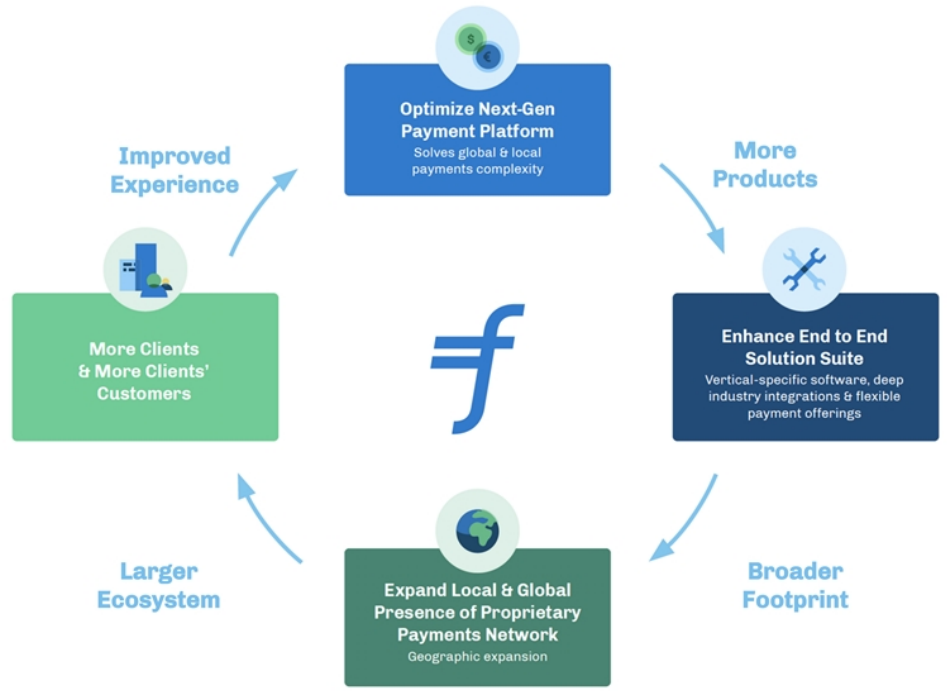 Optimize Next-Gen
Payment Platform
Solves global & local
payments complexity
More
Products
Enhance End to End
Solution Suite
Vertical-specific software, deep
industry integrations & flexible
payment offerings
Broader
Footprint
Expand Local & Global
Presence of Proprietary
Payments Network
Geographic expansion
Larger
Ecosystem
More Clients
& More Clients’
Customers
Improved
Experience
$
€